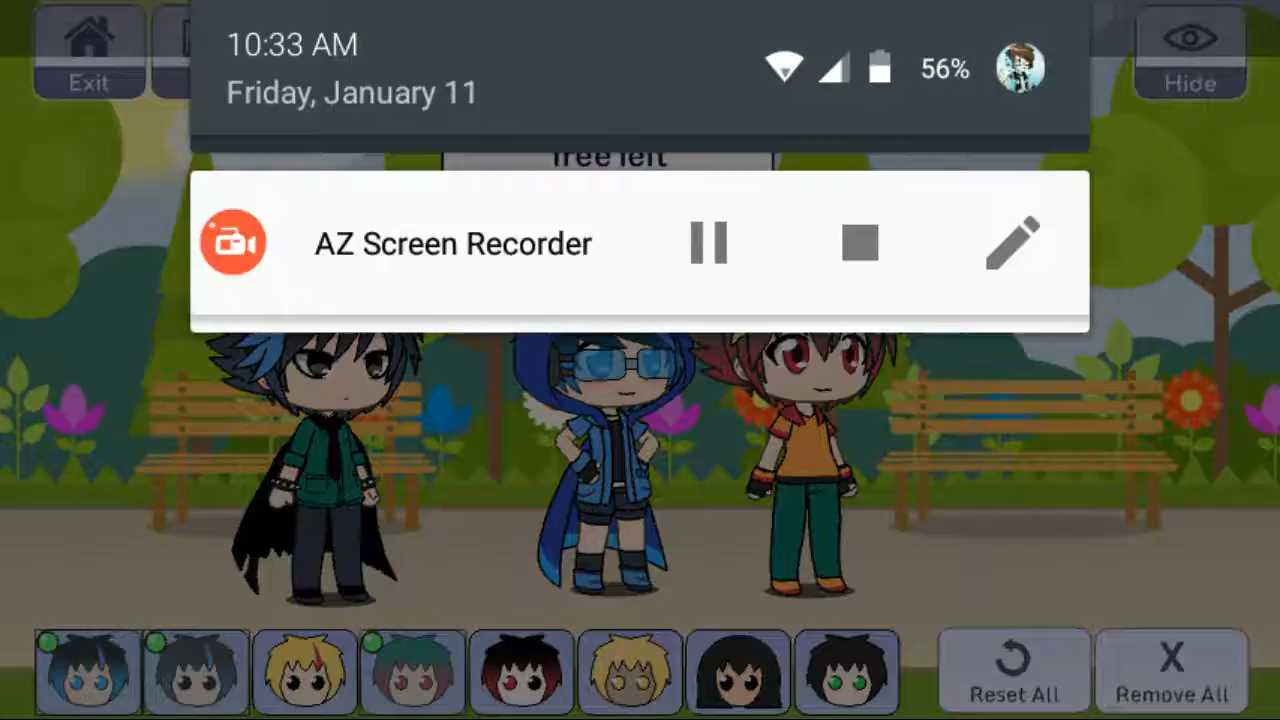 10:33 AM
Friday, January 11
56%
Exit
Hide
free left
AZ Screen Recorder
Reset All
X
Remove All